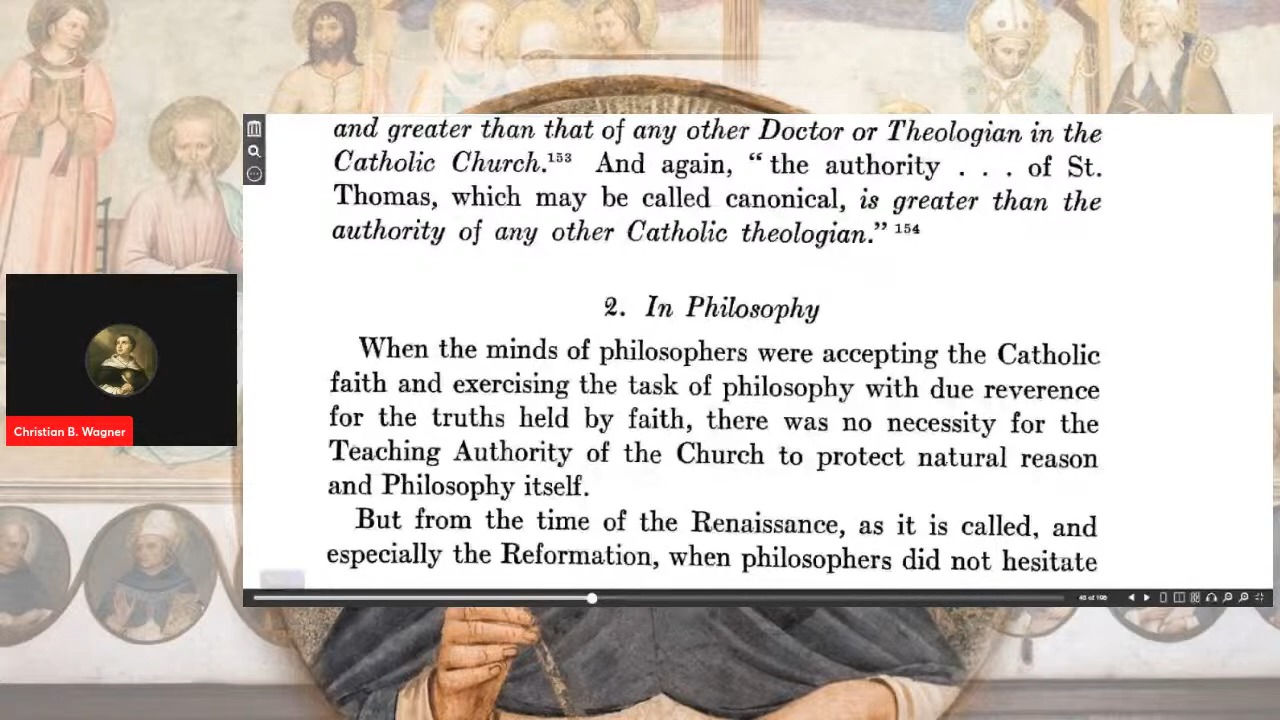 and greater than that of any other Doctor or Theologian in the
Catholic Church.¹⁵³ And again, “ the authority . . . of St.
Thomas, which may be called canonical, is greater than the
authority of any other Catholic theologian.” ¹⁵⁴
2. In Philosophy
When the minds of philosophers were accepting the Catholic
faith and exercising the task of philosophy with due reverence
for the truths held by faith, there was no necessity for the
Teaching Authority of the Church to protect natural reason
and Philosophy itself.
But from the time of the Renaissance, as it is called, and
especially the Reformation, when philosophers did not hesitate
Christian B. Wagner